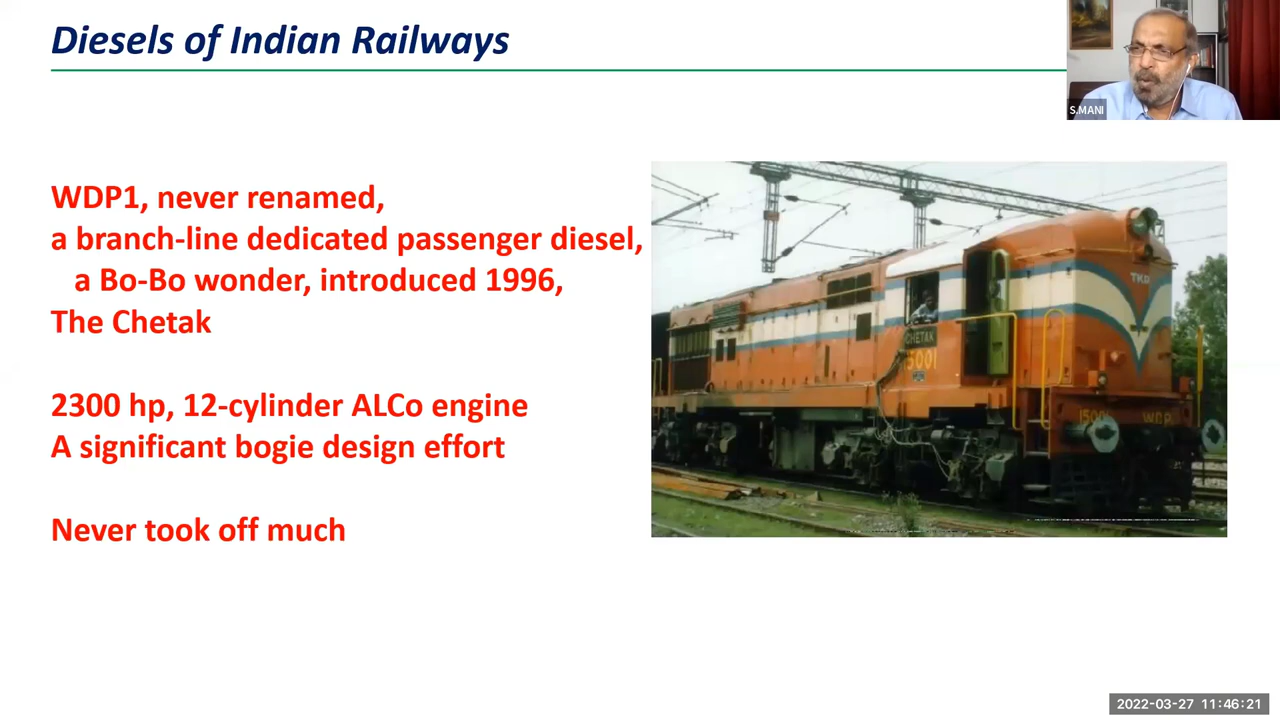 Diesels of Indian Railways
S.MANI
WDP1, never renamed,
a branch-line dedicated passenger diesel,
a Bo-Bo wonder, introduced 1996,
The Chetak
2300 hp, 12-cylinder ALCo engine
A significant bogie design effort
Never took off much
TKD
CHETAK
15001
15001 W.D.P.
2022-03-27 11:46:21